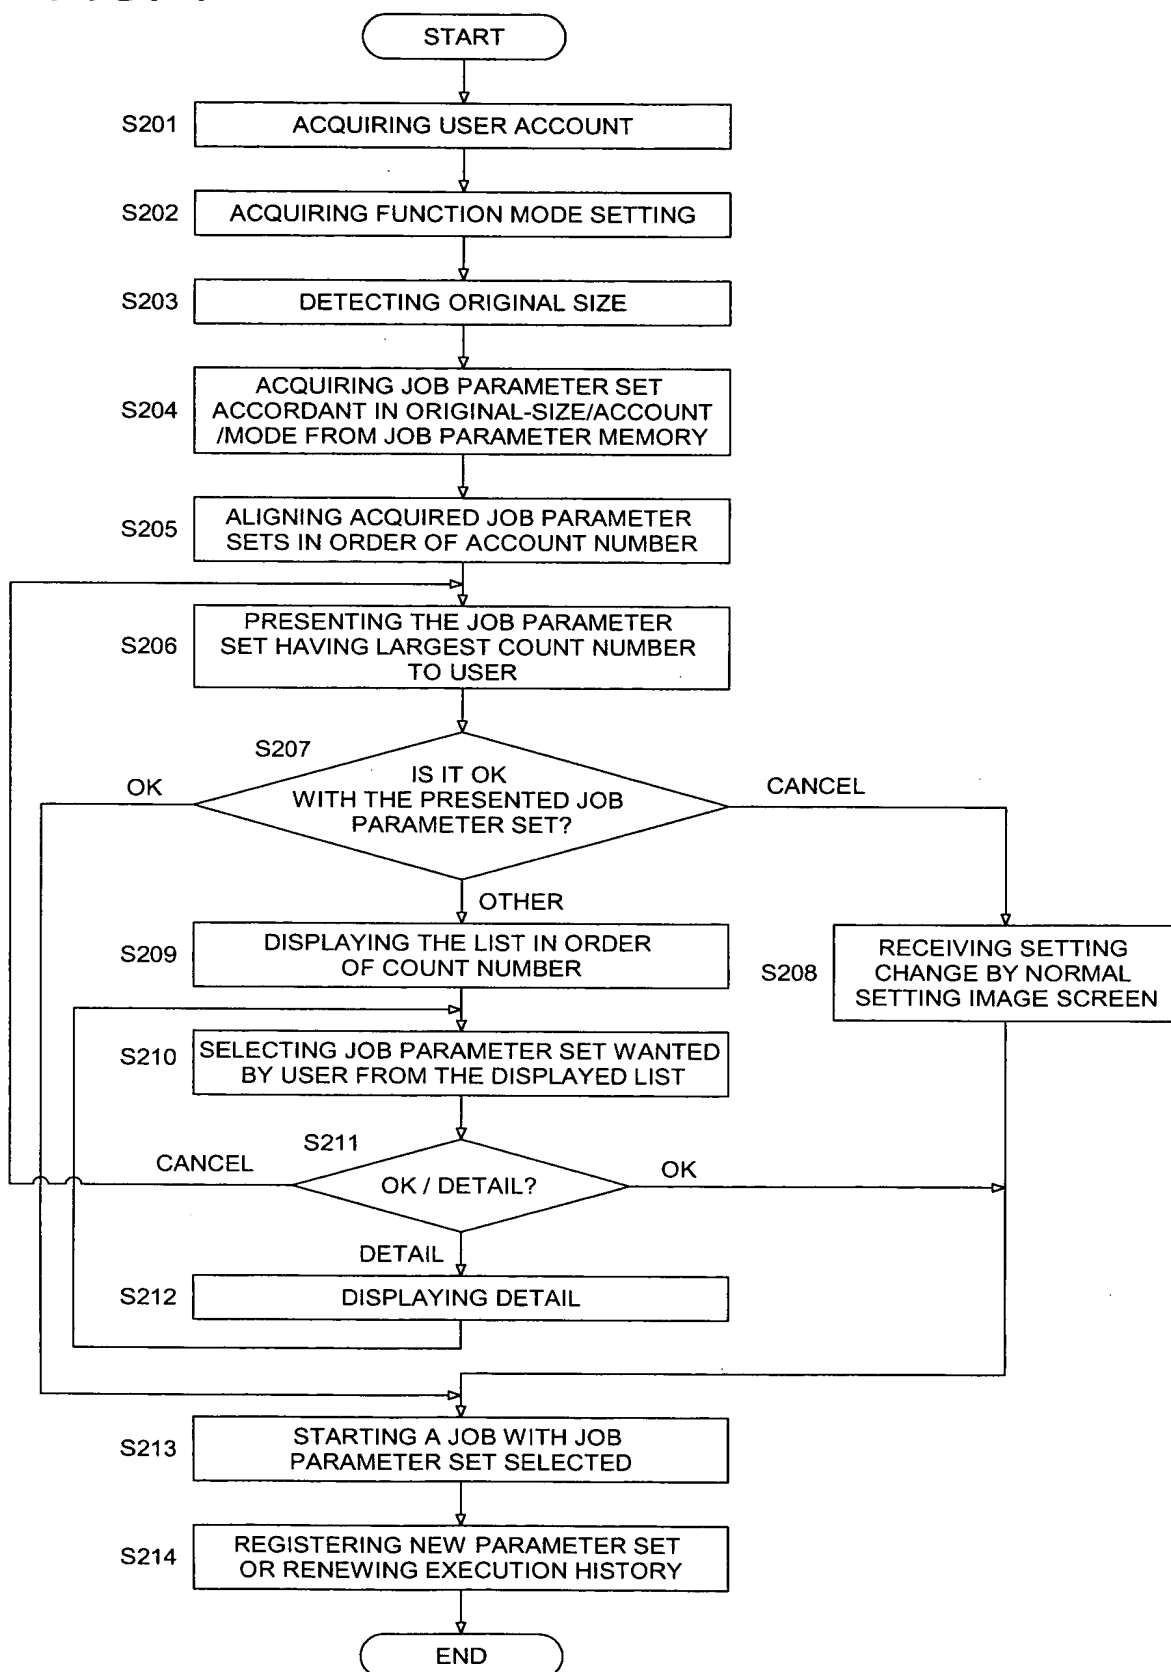 START
S201
ACQUIRING USER ACCOUNT
S202
ACQUIRING FUNCTION MODE SETTING
S203
DETECTING ORIGINAL SIZE
S204
ACQUIRING JOB PARAMETER SET
ACCORDANT IN ORIGINAL-SIZE/ACCOUNT
/MODE FROM JOB PARAMETER MEMORY
S205
ALIGNING ACQUIRED JOB PARAMETER
SETS IN ORDER OF ACCOUNT NUMBER
S206
PRESENTING THE JOB PARAMETER
SET HAVING LARGEST COUNT NUMBER
TO USER
S207
IS IT OK
WITH THE PRESENTED JOB
PARAMETER SET?
OK
CANCEL
OTHER
S209
DISPLAYING THE LIST IN ORDER
OF COUNT NUMBER
S208
RECEIVING SETTING
CHANGE BY NORMAL
SETTING IMAGE SCREEN
S210
SELECTING JOB PARAMETER SET WANTED
BY USER FROM THE DISPLAYED LIST
S211
OK / DETAIL?
CANCEL
OK
DETAIL
S212
DISPLAYING DETAIL
S213
STARTING A JOB WITH JOB
PARAMETER SET SELECTED
S214
REGISTERING NEW PARAMETER SET
OR RENEWING EXECUTION HISTORY
END